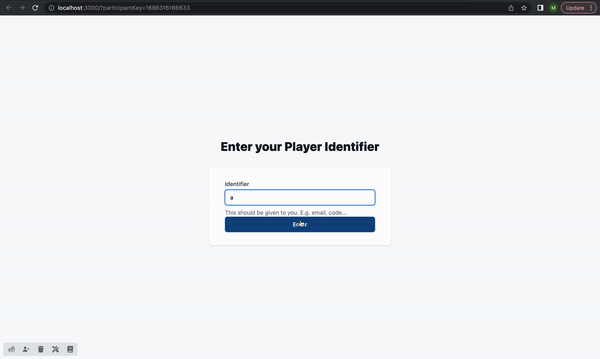 localhost:3000/?participantKey=1686316166633
M
Update
Enter your Player Identifier
Identifier
a
This should be given to you. E.g. email, code...
Enter